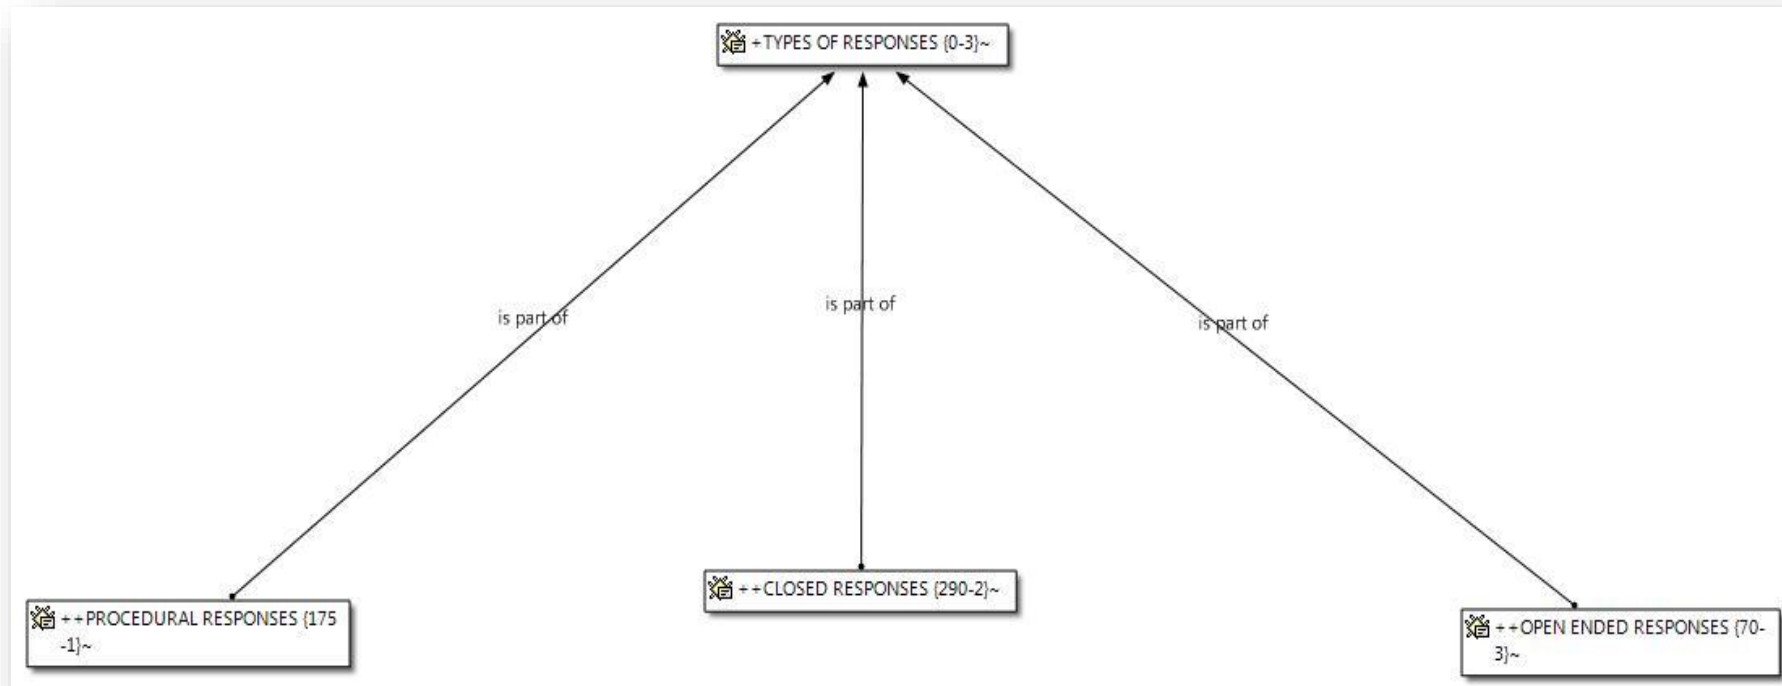 +TYPES OF RESPONSES {0-3}~
is part of
is part of
is part of
++PROCEDURAL RESPONSES {175
-1}~
++CLOSED RESPONSES {290-2}~
++OPEN ENDED RESPONSES {70-
3}~